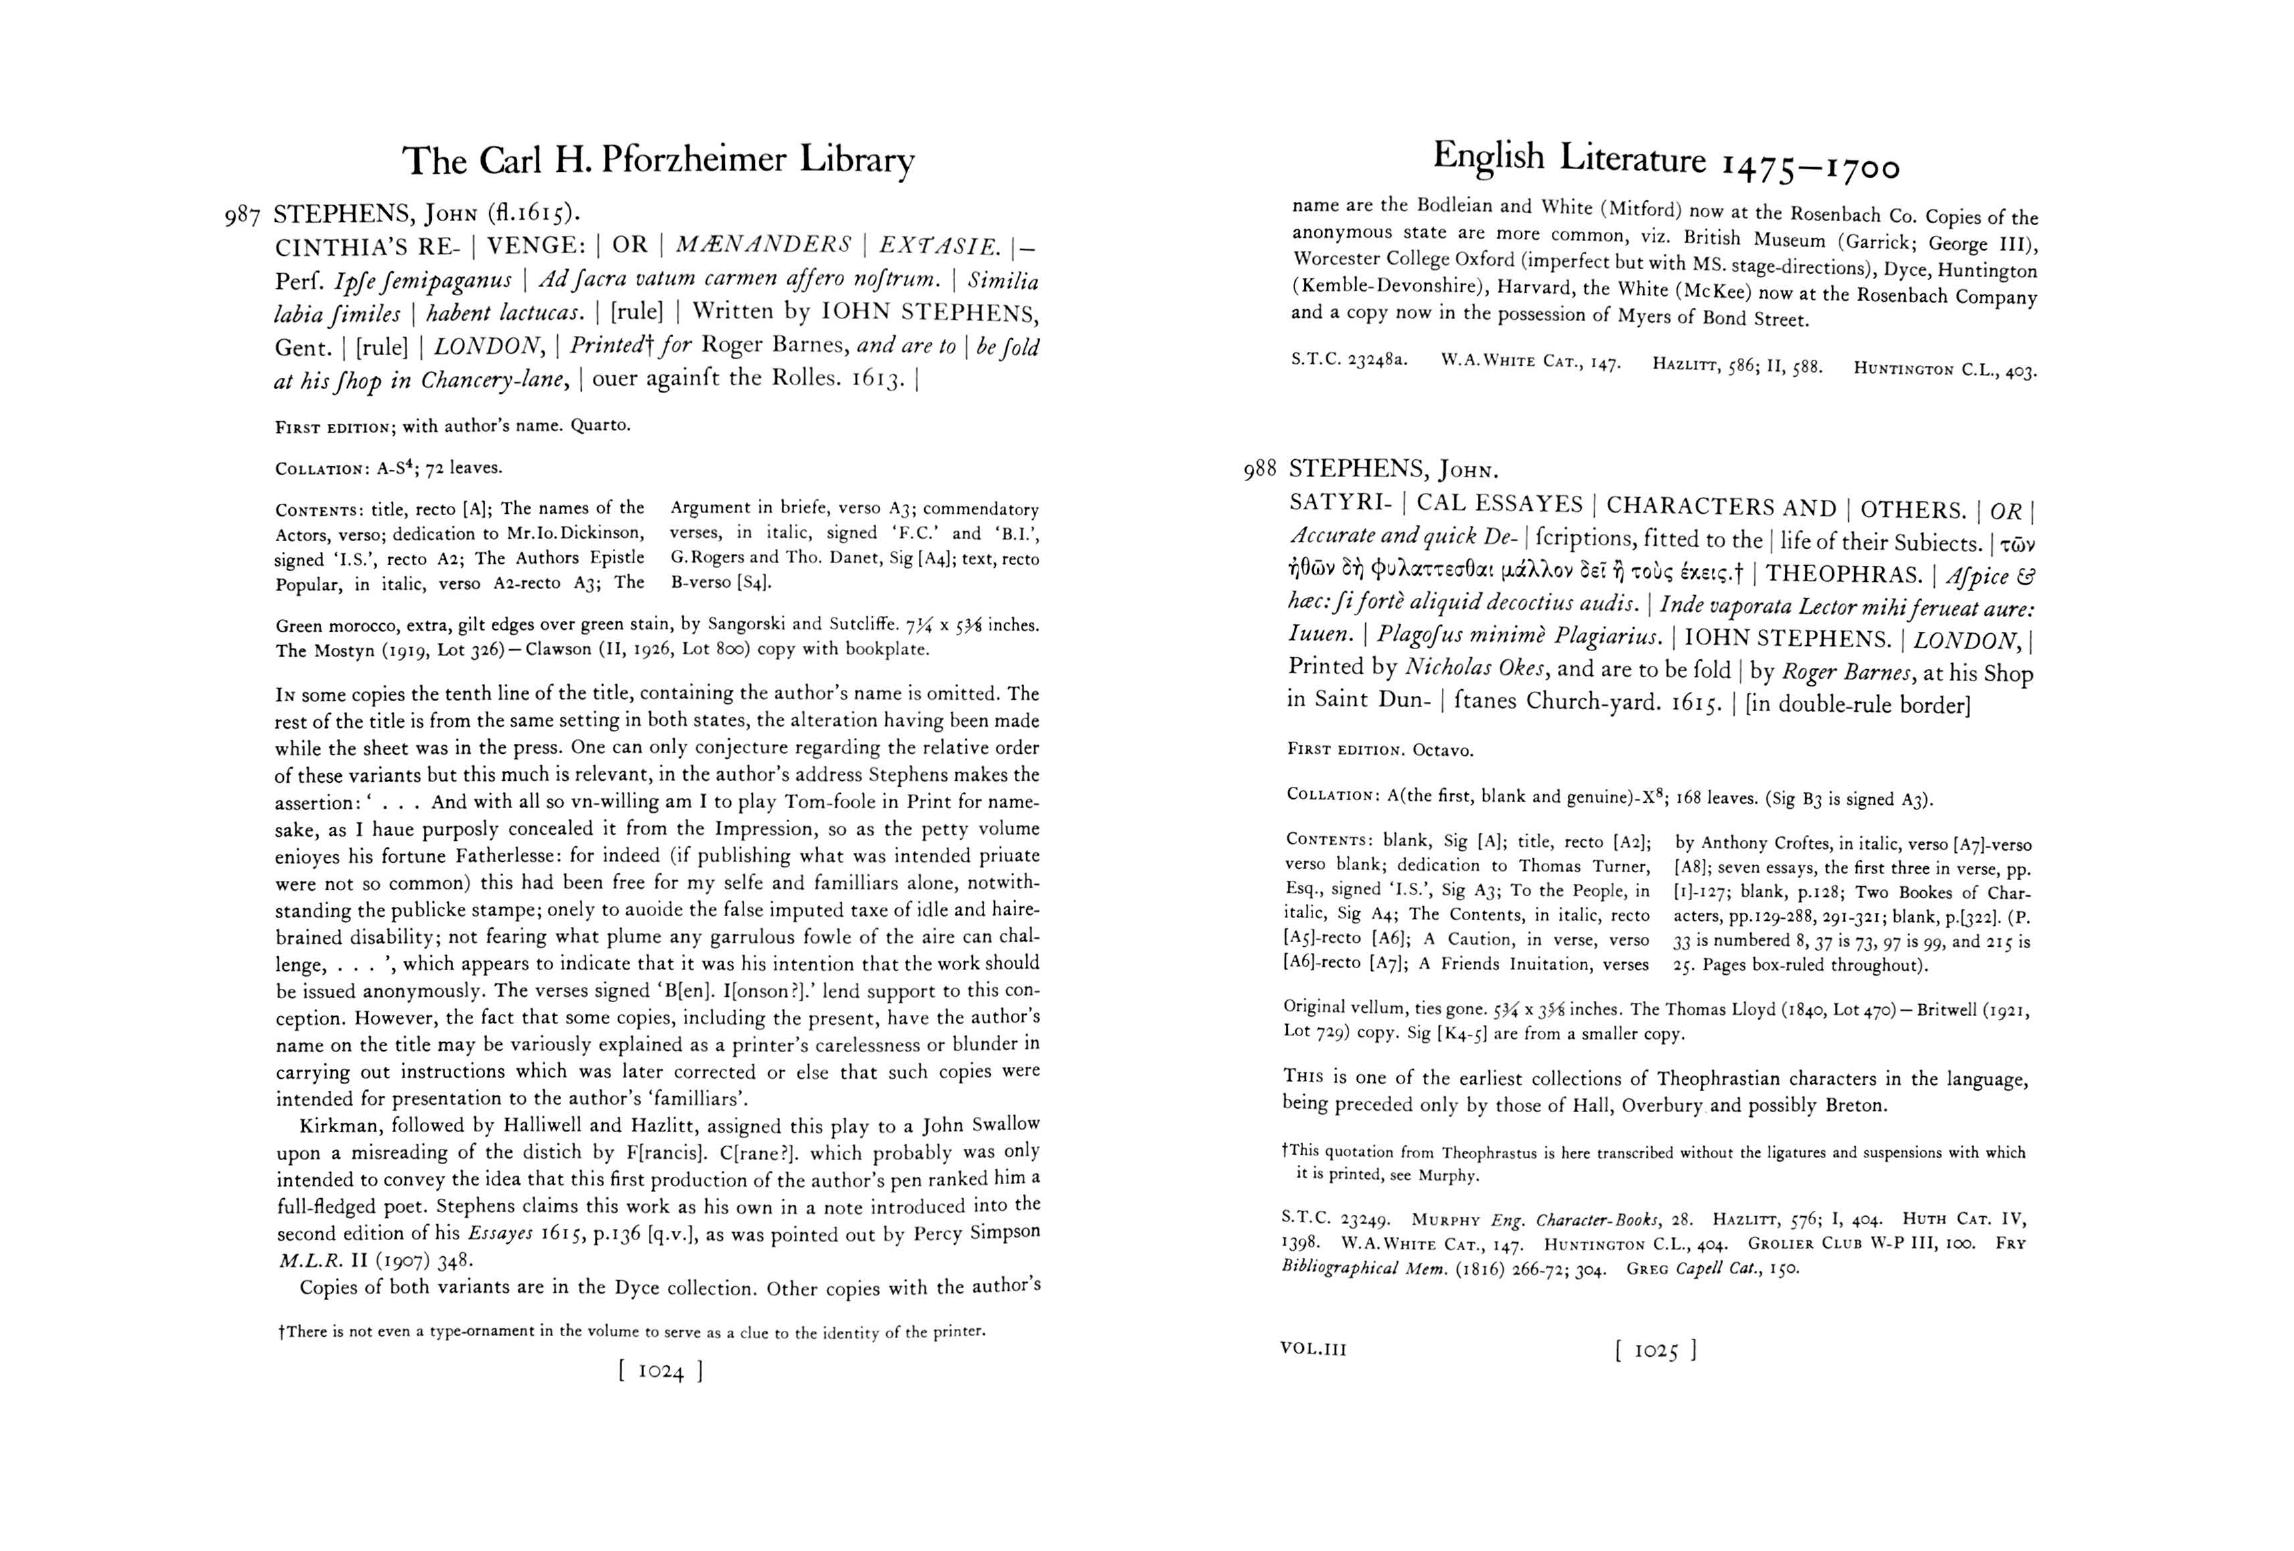 The Carl H. Pforzheimer Library
987 STEPHENS, JOHN (fl.1615).
CINTHIA'S RE- | VENGE: | OR | MÆNANDERS | EXTASIE. |—
Perſ. Ipſe ſemipaganus | Ad ſacra vatum carmen affero noſtrum. | Similia
labia ſimiles | habent lactucas. | [rule] | Written by IOHN STEPHENS,
Gent. | [rule] | LONDON, | Printed† for Roger Barnes, and are to | be ſold
at his ſhop in Chancery-lane, | ouer againſt the Rolles. 1613. |
FIRST EDITION; with author's name. Quarto.
COLLATION: A-S⁴; 72 leaves.
CONTENTS: title, recto [A]; The names of the
Actors, verso; dedication to Mr.Io.Dickinson,
signed 'I.S.', recto A2; The Authors Epistle
Popular, in italic, verso A2-recto A3; The
Argument in briefe, verso A3; commendatory
verses, in italic, signed 'F.C.' and 'B.I.',
G.Rogers and Tho. Danet, Sig [A4]; text, recto
B-verso [S4].
Green morocco, extra, gilt edges over green stain, by Sangorski and Sutcliffe. 7¼ x 5⅜ inches.
The Mostyn (1919, Lot 326)—Clawson (II, 1926, Lot 800) copy with bookplate.
IN some copies the tenth line of the title, containing the author's name is omitted. The
rest of the title is from the same setting in both states, the alteration having been made
while the sheet was in the press. One can only conjecture regarding the relative order
of these variants but this much is relevant, in the author's address Stephens makes the
assertion: ' . . . And with all so vn-willing am I to play Tom-foole in Print for name-
sake, as I haue purposly concealed it from the Impression, so as the petty volume
enioyes his fortune Fatherlesse: for indeed (if publishing what was intended priuate
were not so common) this had been free for my selfe and familliars alone, notwith-
standing the publicke stampe; onely to auoide the false imputed taxe of idle and haire-
brained disability; not fearing what plume any garrulous fowle of the aire can chal-
lenge, . . . ', which appears to indicate that it was his intention that the work should
be issued anonymously. The verses signed 'B[en]. I[onson?].' lend support to this con-
ception. However, the fact that some copies, including the present, have the author's
name on the title may be variously explained as a printer's carelessness or blunder in
carrying out instructions which was later corrected or else that such copies were
intended for presentation to the author's 'familliars'.
Kirkman, followed by Halliwell and Hazlitt, assigned this play to a John Swallow
upon a misreading of the distich by F[rancis]. C[rane?]. which probably was only
intended to convey the idea that this first production of the author's pen ranked him a
full-fledged poet. Stephens claims this work as his own in a note introduced into the
second edition of his Essayes 1615, p.136 [q.v.], as was pointed out by Percy Simpson
M.L.R. II (1907) 348.
Copies of both variants are in the Dyce collection. Other copies with the author's
†There is not even a type-ornament in the volume to serve as a clue to the identity of the printer.
[ 1024 ]
English Literature 1475—1700
name are the Bodleian and White (Mitford) now at the Rosenbach Co. Copies of the
anonymous state are more common, viz. British Museum (Garrick; George III),
Worcester College Oxford (imperfect but with MS. stage-directions), Dyce, Huntington
(Kemble-Devonshire), Harvard, the White (McKee) now at the Rosenbach Company
and a copy now in the possession of Myers of Bond Street.
S.T.C. 23248a. W.A.WHITE CAT., 147. HAZLITT, 586; II, 588. HUNTINGTON C.L., 403.
988 STEPHENS, JOHN.
SATYRI- | CAL ESSAYES | CHARACTERS AND | OTHERS. | OR |
Accurate and quick De- | ſcriptions, fitted to the | life of their Subiects. | τῶν
ἠθῶν δὴ φυλαττεσθαι μάλλον δεῖ ἢ τοὺς ἐχεις.† | THEOPHRAS. | Aſpice &
hæc: ſi fortè aliquid decoctius audis. | Inde vaporata Lector mihi ferueat aure:
Iuuen. | Plagoſus minimè Plagiarius. | IOHN STEPHENS. | LONDON, |
Printed by Nicholas Okes, and are to be ſold | by Roger Barnes, at his Shop
in Saint Dun- | ſtanes Church-yard. 1615. | [in double-rule border]
FIRST EDITION. Octavo.
COLLATION: A(the first, blank and genuine)-X⁸; 168 leaves. (Sig B3 is signed A3).
CONTENTS: blank, Sig [A]; title, recto [A2];
verso blank; dedication to Thomas Turner,
Esq., signed 'I.S.', Sig A3; To the People, in
italic, Sig A4; The Contents, in italic, recto
[A5]-recto [A6]; A Caution, in verse, verso
[A6]-recto [A7]; A Friends Inuitation, verses
by Anthony Croftes, in italic, verso [A7]-verso
[A8]; seven essays, the first three in verse, pp.
[1]-127; blank, p.128; Two Bookes of Char-
acters, pp.129-288, 291-321; blank, p.[322]. (P.
33 is numbered 8, 37 is 73, 97 is 99, and 215 is
25. Pages box-ruled throughout).
Original vellum, ties gone. 5¾ x 3⅝ inches. The Thomas Lloyd (1840, Lot 470)—Britwell (1921,
Lot 729) copy. Sig [K4-5] are from a smaller copy.
THIS is one of the earliest collections of Theophrastian characters in the language,
being preceded only by those of Hall, Overbury and possibly Breton.
†This quotation from Theophrastus is here transcribed without the ligatures and suspensions with which
it is printed, see Murphy.
S.T.C. 23249. MURPHY Eng. Character-Books, 28. HAZLITT, 576; I, 404. HUTH CAT. IV,
1398. W.A.WHITE CAT., 147. HUNTINGTON C.L., 404. GROLIER CLUB W-P III, 100. FRY
Bibliographical Mem. (1816) 266-72; 304. GREG Capell Cat., 150.
VOL.III
[ 1025 ]